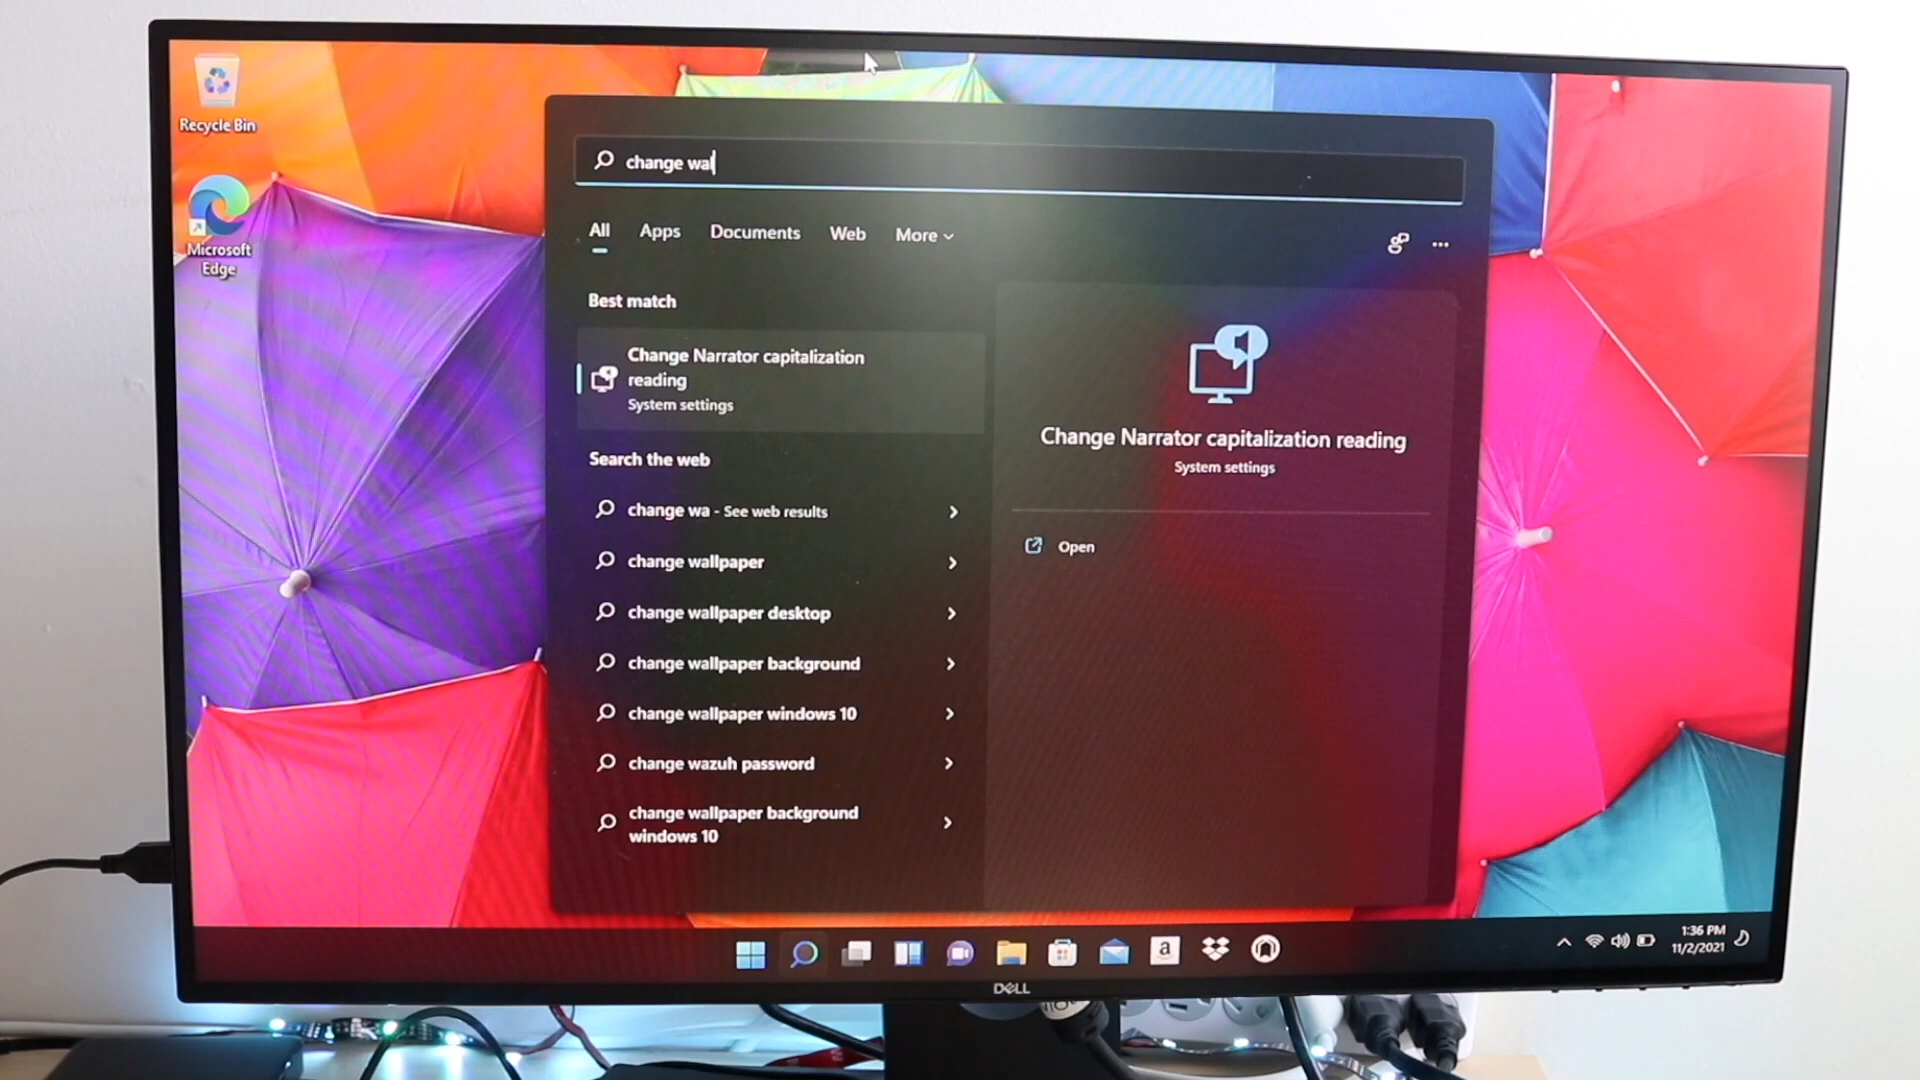 Recycle Bin
Microsoft
Edge
change wal
All Apps Documents Web More
Best match
Change Narrator capitalization
reading
System settings
Search the web
change wa - See web results
change wallpaper
change wallpaper desktop
change wallpaper background
change wallpaper windows 10
change wazuh password
change wallpaper background
windows 10
Change Narrator capitalization reading
System settings
Open
a
1:36 PM
11/2/2021
DELL